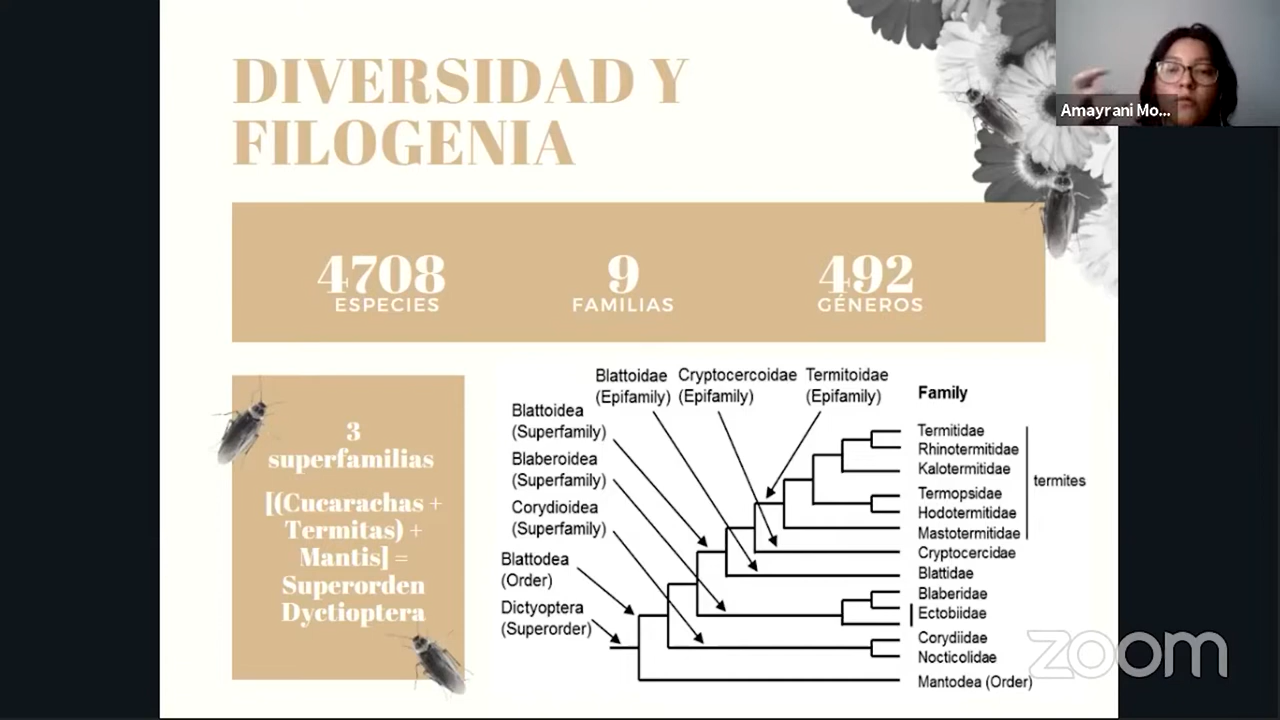 DIVERSIDAD Y
FILOGENIA
Amayrani Mo...
4708
ESPECIES
9
FAMILIAS
492
GÉNEROS
3
superfamilias
[(Cucarachas +
Termitas) +
Mantis] =
Superorden
Dyctioptera
Blattoidae
(Epifamily)
Cryptocercoidae
(Epifamily)
Termitoidae
(Epifamily)
Blattoidea
(Superfamily)
Blaberoidea
(Superfamily)
Corydioidea
(Superfamily)
Blattodea
(Order)
Dictyoptera
(Superorder)
Family
Termitidae
Rhinotermitidae
Kalotermitidae
Termopsidae
Hodotermitidae
Mastotermitidae
termites
Cryptocercidae
Blattidae
Blaberidae
Ectobiidae
Corydiidae
Nocticolidae
Mantodea (Order)
zoom